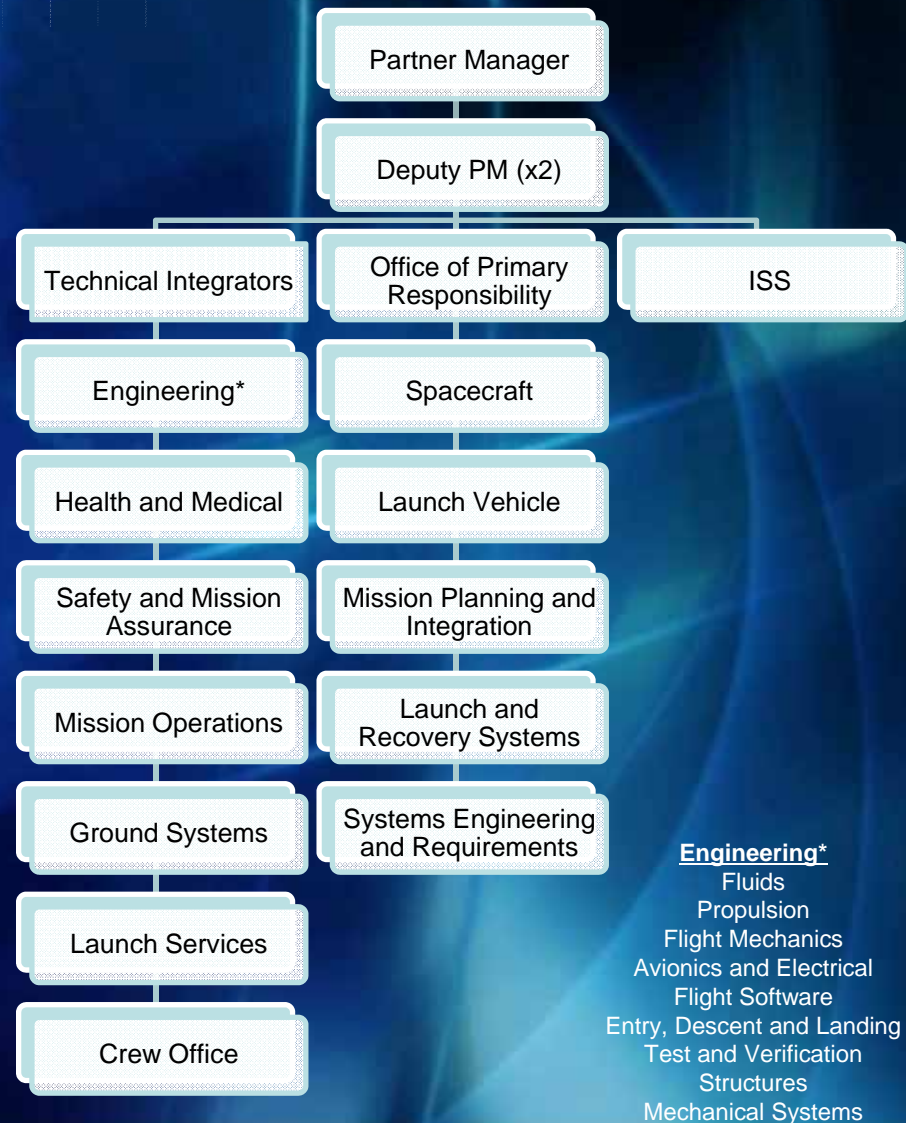 Partner Manager
Deputy PM (x2)
Technical Integrators
Engineering*
Health and Medical
Safety and Mission
Assurance
Mission Operations
Ground Systems
Launch Services
Crew Office
Office of Primary
Responsibility
Spacecraft
Launch Vehicle
Mission Planning and
Integration
Launch and
Recovery Systems
Systems Engineering
and Requirements
ISS
Engineering*
Fluids
Propulsion
Flight Mechanics
Avionics and Electrical
Flight Software
Entry, Descent and Landing
Test and Verification
Structures
Mechanical Systems